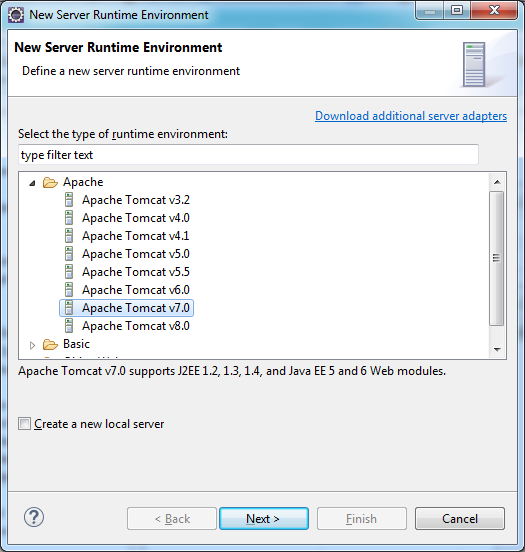 New Server Runtime Environment
New Server Runtime Environment
Define a new server runtime environment
Download additional server adapters
Select the type of runtime environment:
type filter text
Apache
Apache Tomcat v3.2
Apache Tomcat v4.0
Apache Tomcat v4.1
Apache Tomcat v5.0
Apache Tomcat v5.5
Apache Tomcat v6.0
Apache Tomcat v7.0
Apache Tomcat v8.0
Basic
Apache Tomcat v7.0 supports J2EE 1.2, 1.3, 1.4, and Java EE 5 and 6 Web modules.
Create a new local server
? < Back Next > Finish Cancel